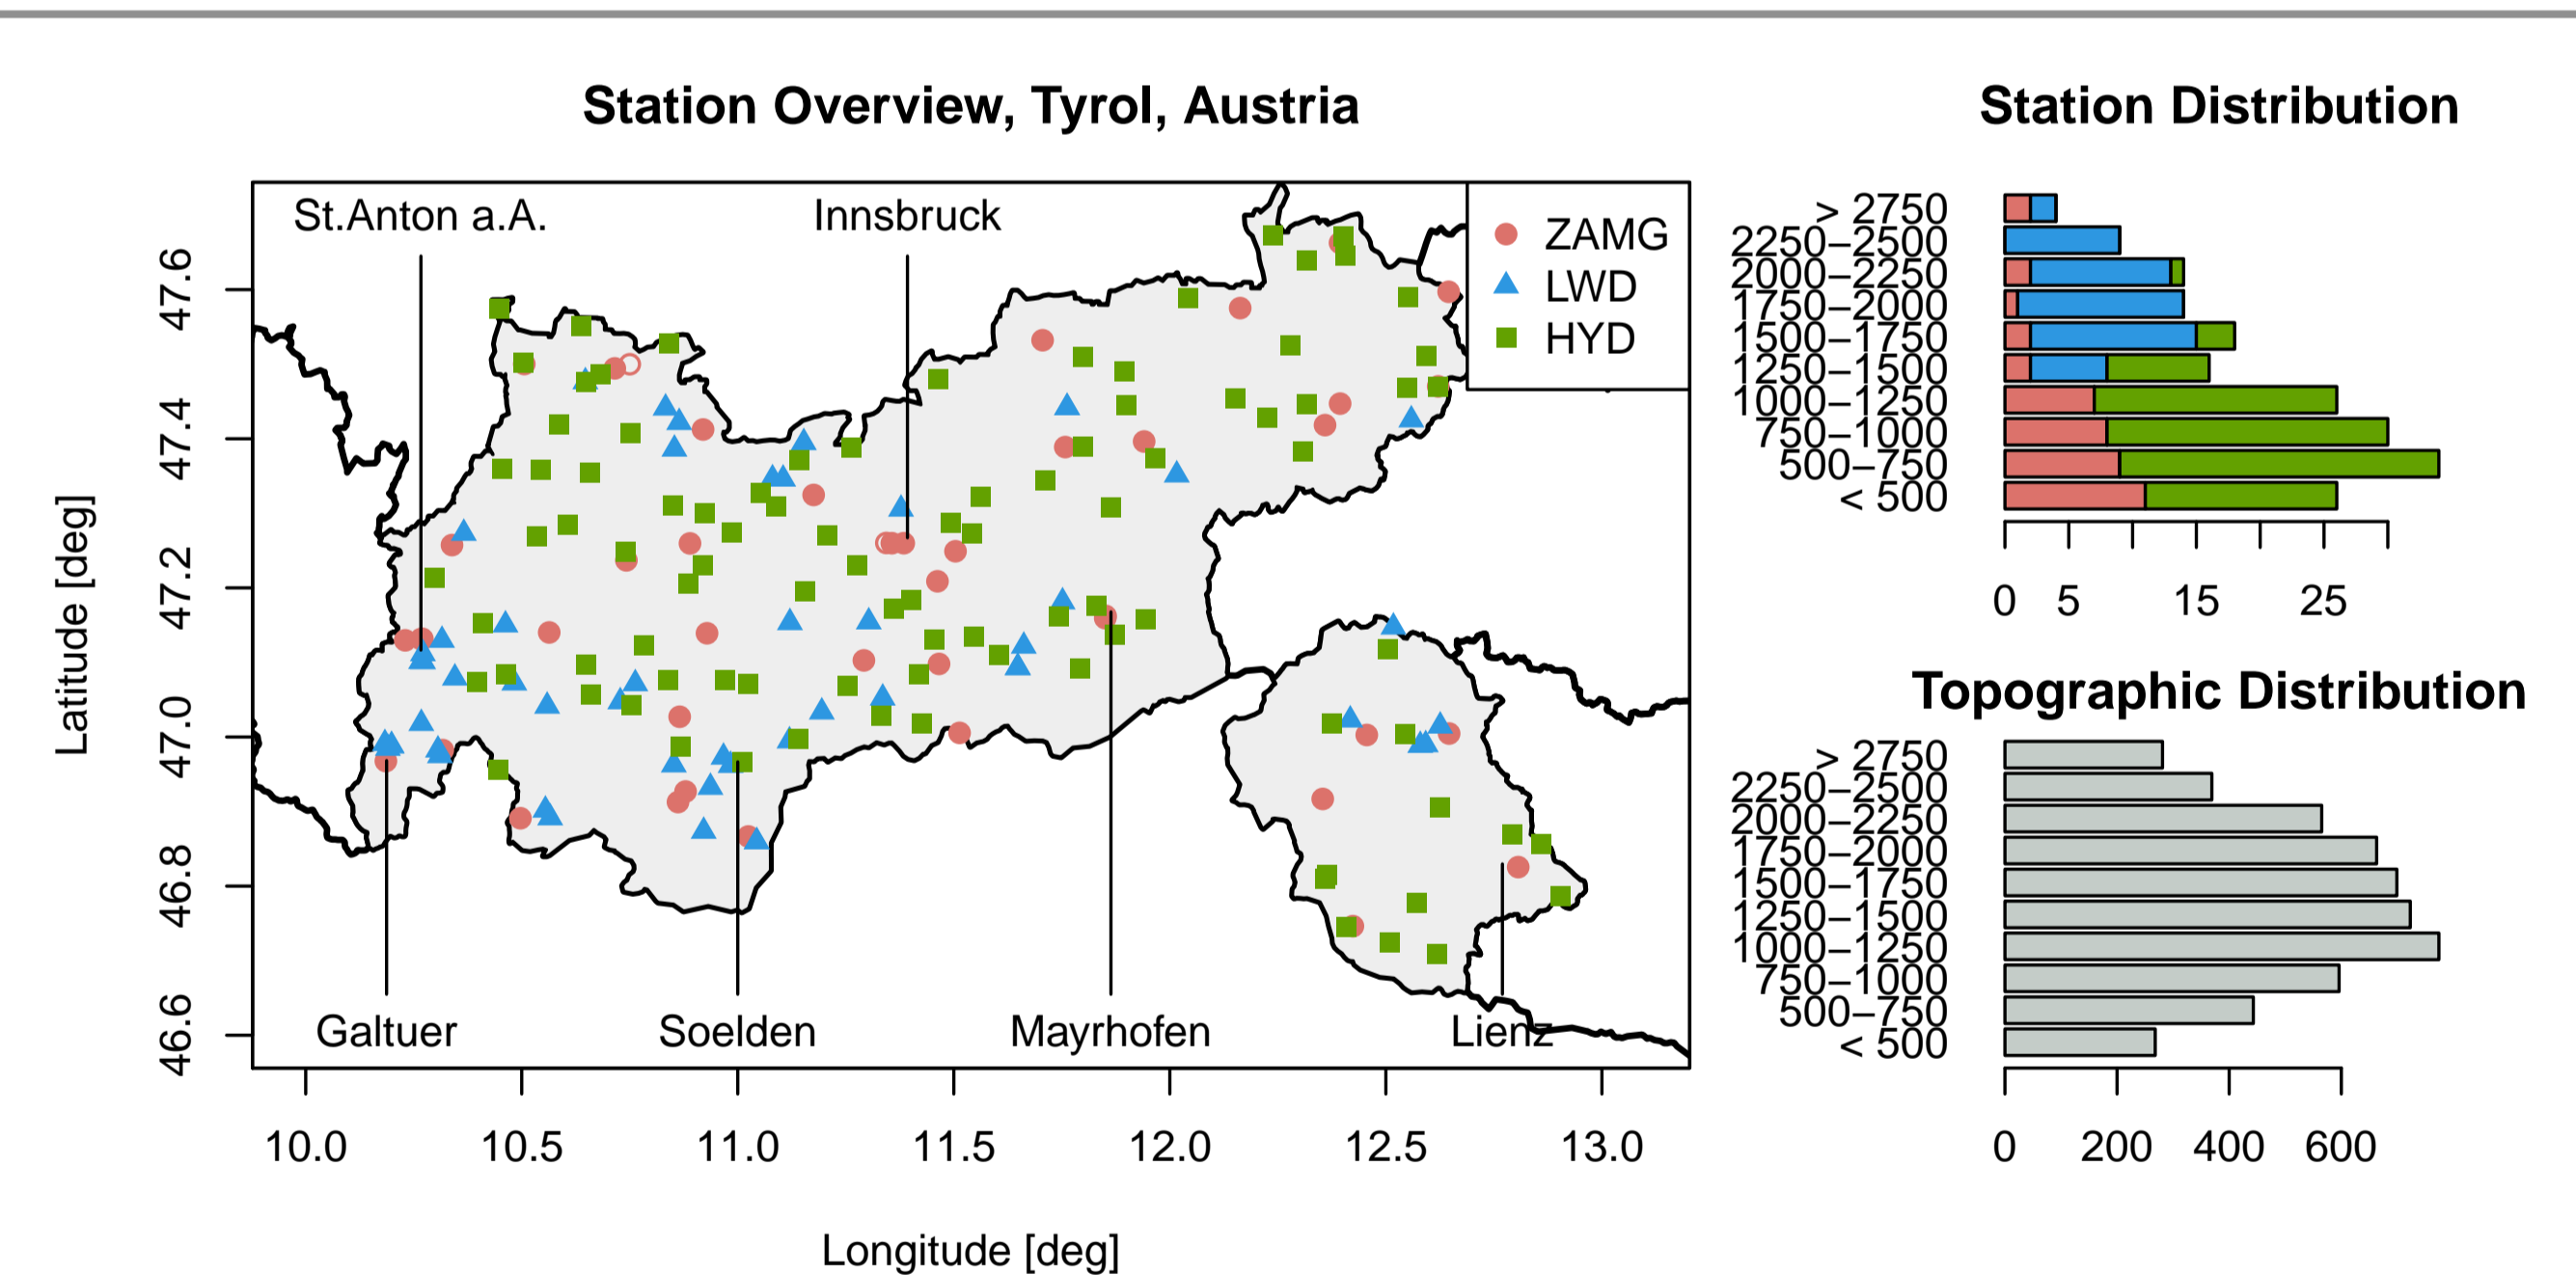 Station Overview, Tyrol, Austria
St.Anton a.A.
Innsbruck
ZAMG
LWD
HYD
Latitude [deg]
47.6
47.4
47.2
47.0
46.8
46.6
Galtuer
Soelden
Mayrhofen
Lienz
10.0 10.5 11.0 11.5 12.0 12.5 13.0
Longitude [deg]
Station Distribution
> 2750
2250–2500
2000–2250
1750–2000
1500–1750
1250–1500
1000–1250
750–1000
500–750
< 500
0 5 15 25
Topographic Distribution
> 2750
2250–2500
2000–2250
1750–2000
1500–1750
1250–1500
1000–1250
750–1000
500–750
< 500
0 200 400 600